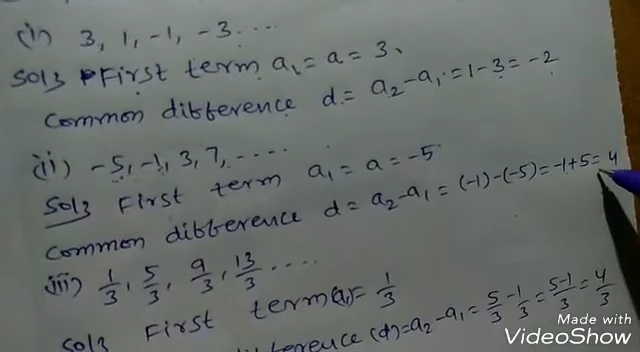 (i) 3, 1, -1, -3. ...
Sol: First term a₁ = a = 3.
Common difference d = a₂ - a₁ = 1 - 3 = -2
(ii) -5, -1, 3, 7, ....
Sol: First term a₁ = a = -5
Common difference d = a₂ - a₁ = (-1) - (-5) = -1 + 5 = 4
(iii) 1/3, 5/3, 9/3, 13/3 ....
Sol: First term (a₁) = 1/3
difference (d) = a₂ - a₁ = 5/3 - 1/3 = 5-1/3 = 4/3
Made with
VideoShow